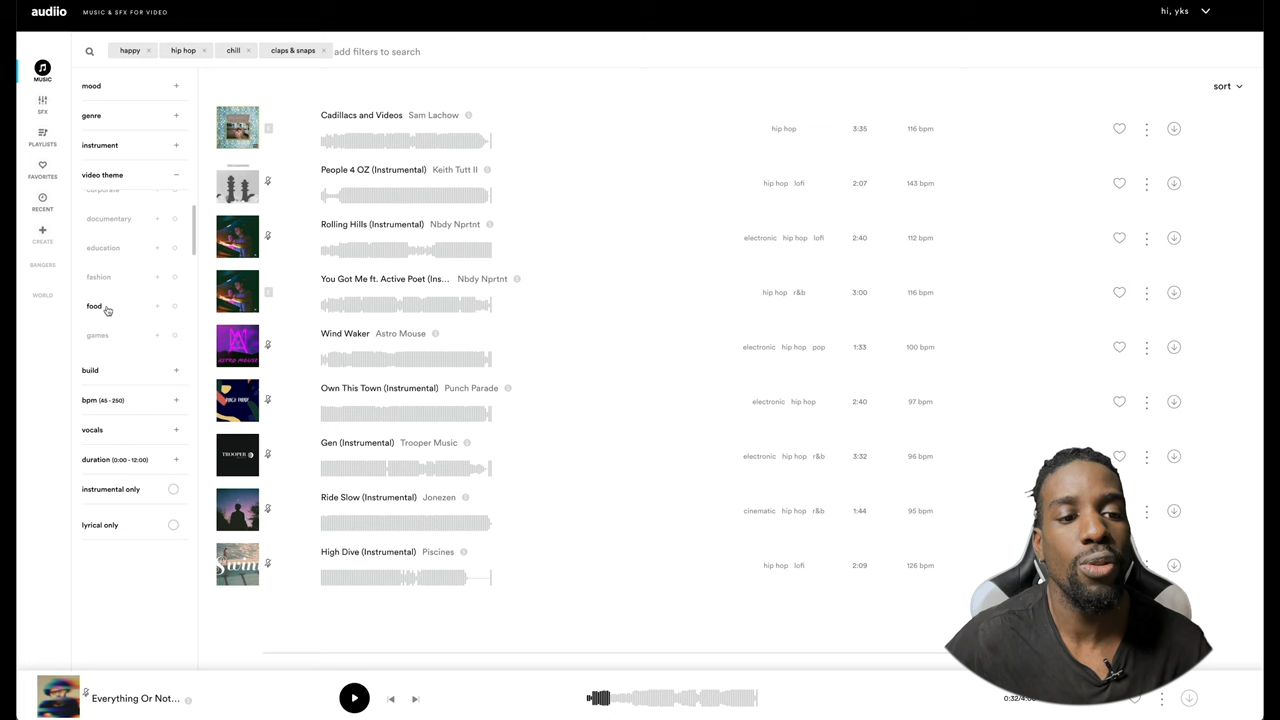 audiio
MUSIC & SFX FOR VIDEO
hi, yks
happy ×
hip hop ×
chill ×
claps & snaps ×
add filters to search
MUSIC
SFX
PLAYLISTS
FAVORITES
RECENT
CREATE
BANGERS
WORLD
mood +
genre +
instrument +
video theme −
corporate
documentary +
education +
fashion +
food +
games +
build +
bpm (45 - 250) +
vocals +
duration (0:00 - 12:00) +
instrumental only
lyrical only
sort
Cadillacs and Videos Sam Lachow
E
hip hop 3:35 116 bpm
People 4 OZ (Instrumental) Keith Tutt II
hip hop lofi 2:07 143 bpm
Rolling Hills (Instrumental) Nbdy Nprtnt
electronic hip hop lofi 2:40 112 bpm
You Got Me ft. Active Poet (Ins... Nbdy Nprtnt
E
hip hop r&b 3:00 116 bpm
Wind Waker Astro Mouse
ASTRO MOUSE
electronic hip hop pop 1:33 100 bpm
Own This Town (Instrumental) Punch Parade
PUNCH PARADE
electronic hip hop 2:40 97 bpm
Gen (Instrumental) Trooper Music
TROOPER
electronic hip hop r&b 3:32 96 bpm
Ride Slow (Instrumental) Jonezen
cinematic hip hop r&b 1:44 95 bpm
High Dive (Instrumental) Piscines
Swim
hip hop lofi 2:09 126 bpm
Everything Or Not...